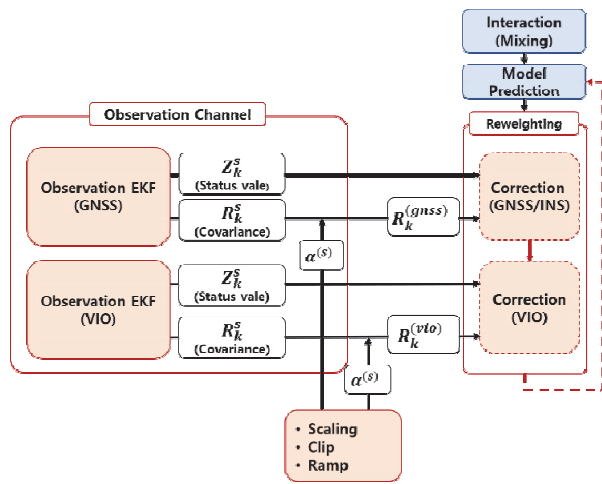 Interaction
(Mixing)
Model
Prediction
Observation Channel
Reweighting
Observation EKF
(GNSS)
Z_k^s
(Status vale)
R_k^s
(Covariance)
R_k^(gnss)
Correction
(GNSS/INS)
α^(s)
Observation EKF
(VIO)
Z_k^s
(Status vale)
R_k^s
(Covariance)
R_k^(vio)
Correction
(VIO)
α^(s)
• Scaling
• Clip
• Ramp